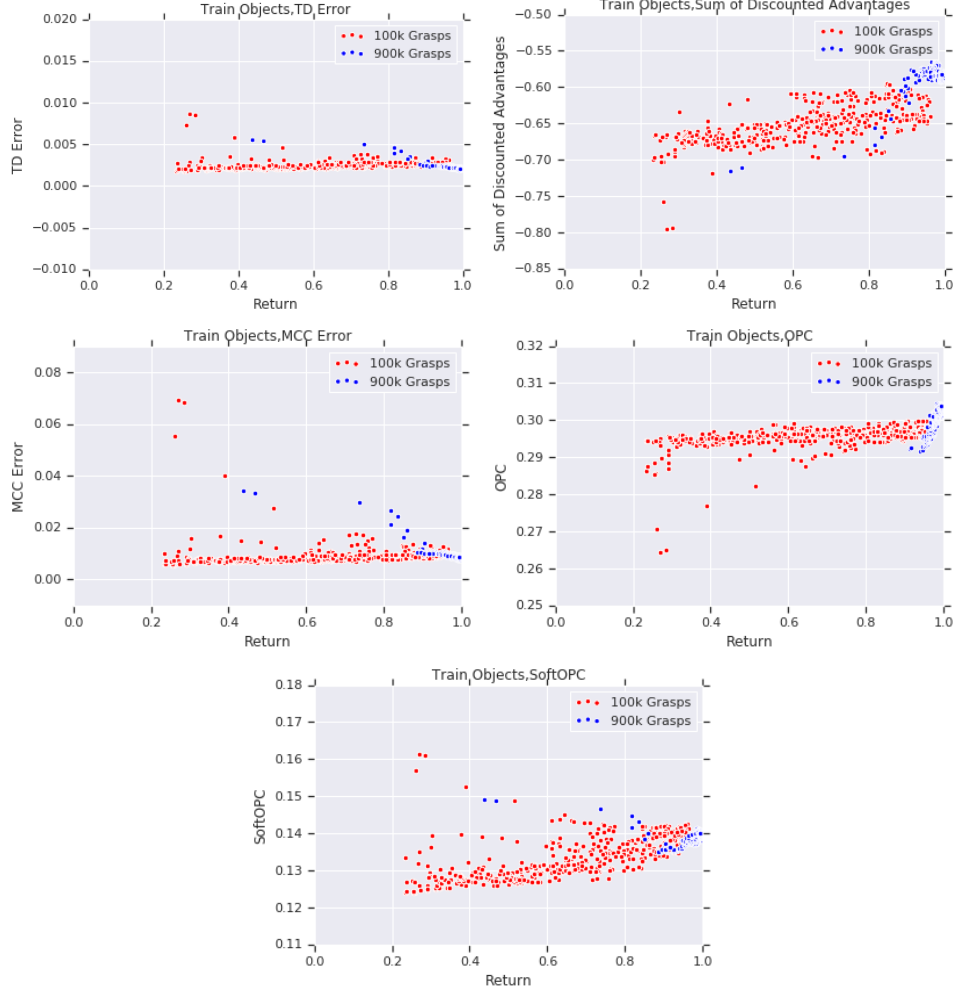 Train Objects,TD Error
0.020
0.015
0.010
0.005
0.000
−0.005
−0.010
TD Error
100k Grasps
900k Grasps
0.0 0.2 0.4 0.6 0.8 1.0
Return
Train Objects,Sum of Discounted Advantages
−0.50
−0.55
−0.60
−0.65
−0.70
−0.75
−0.80
−0.85
Sum of Discounted Advantages
100k Grasps
900k Grasps
0.0 0.2 0.4 0.6 0.8 1.0
Return
Train Objects,MCC Error
0.08
0.06
0.04
0.02
0.00
MCC Error
100k Grasps
900k Grasps
0.0 0.2 0.4 0.6 0.8 1.0
Return
Train Objects,OPC
0.32
0.31
0.30
0.29
0.28
0.27
0.26
0.25
OPC
100k Grasps
900k Grasps
0.0 0.2 0.4 0.6 0.8 1.0
Return
Train Objects,SoftOPC
0.18
0.17
0.16
0.15
0.14
0.13
0.12
0.11
SoftOPC
100k Grasps
900k Grasps
0.0 0.2 0.4 0.6 0.8 1.0
Return